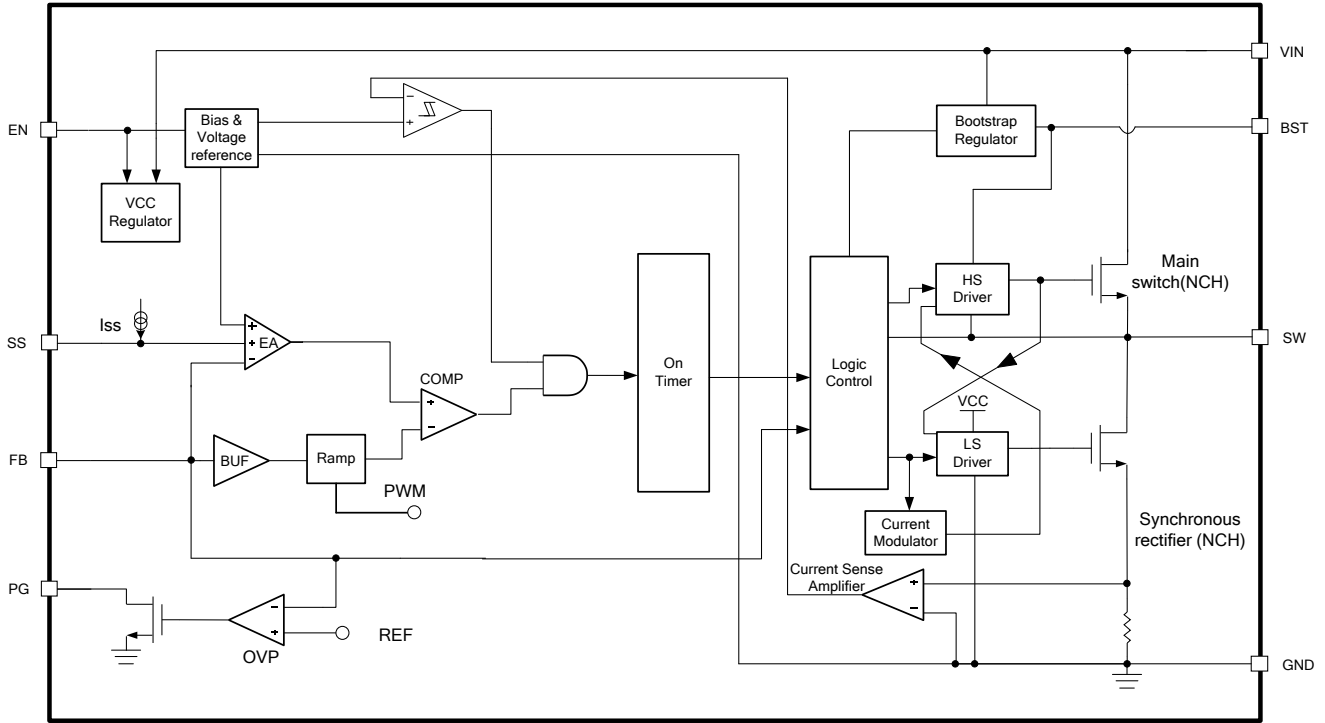 VIN
EN
Bias &
Voltage
reference
-
+
Bootstrap
Regulator
BST
VCC
Regulator
HS
Driver
Main
switch(NCH)
Iss
SS
+
+
-
EA
On
Timer
Logic
Control
SW
COMP
+
-
VCC
LS
Driver
FB
BUF
Ramp
PWM
Current
Modulator
Synchronous
rectifier (NCH)
Current Sense
Amplifier
+
-
PG
-
+
REF
OVP
GND